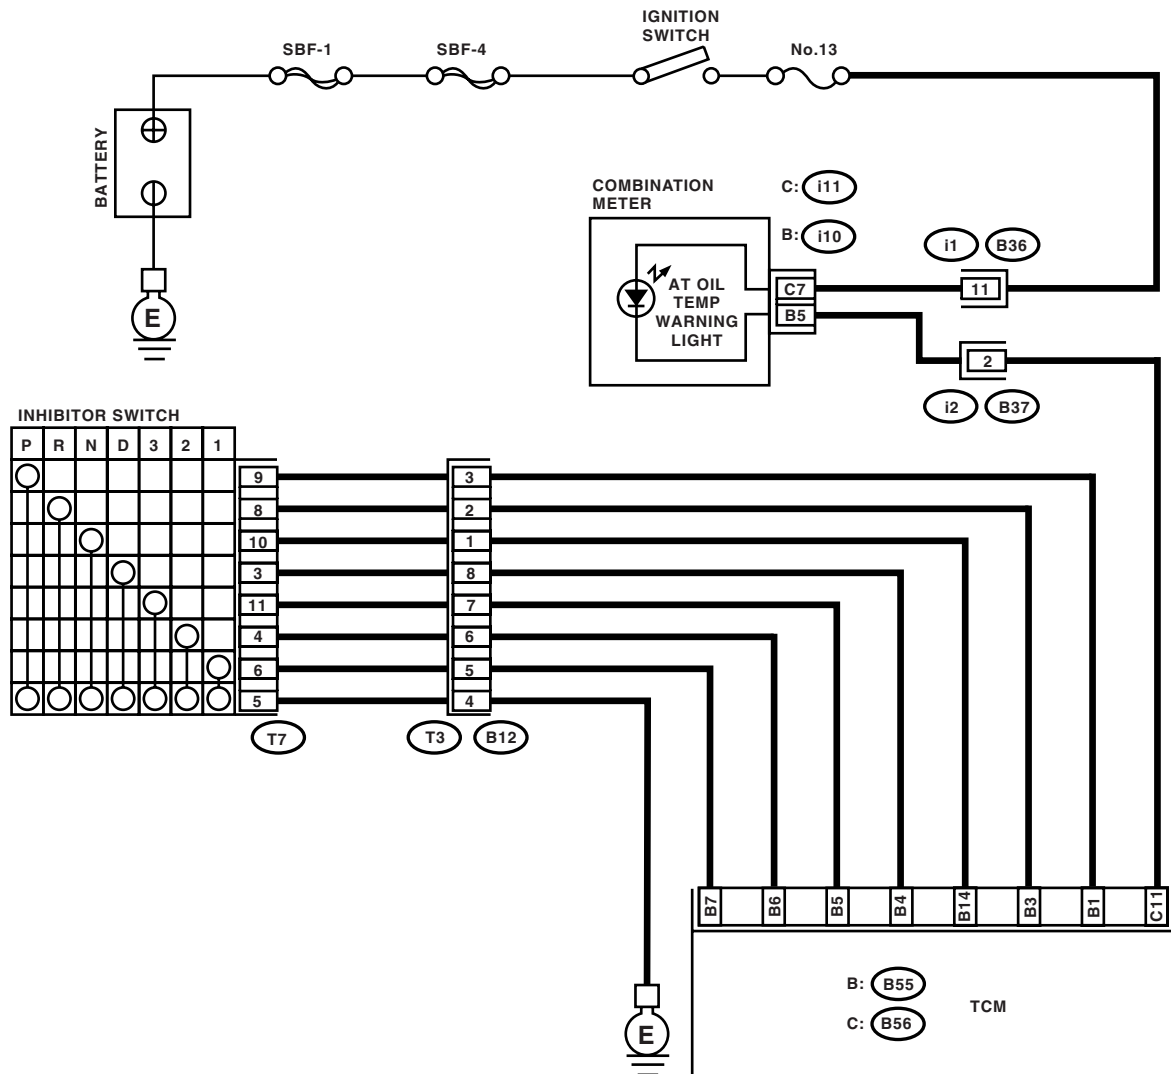 IGNITION
SWITCH
SBF-1
SBF-4
No.13
BATTERY
E
COMBINATION
METER
C: i11
B: i10
i1 B36
AT OIL
TEMP
WARNING
LIGHT
C7
11
B5
2
i2 B37
INHIBITOR SWITCH
P R N D 3 2 1
9 3
8 2
10 1
3 8
11 7
4 6
6 5
5 4
T7 T3 B12
B7 B6 B5 B4 B14 B3 B1 C11
B: B55
TCM
C: B56
E